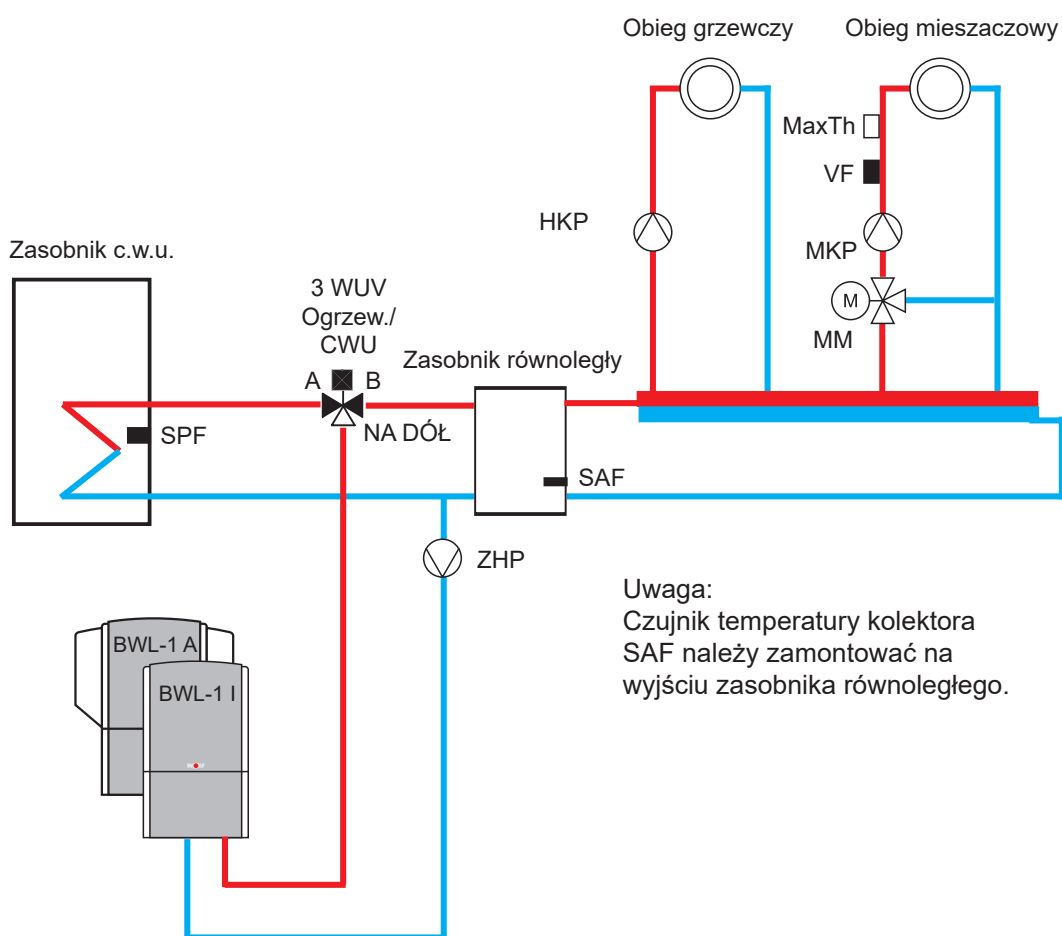 Obieg grzewczy
Obieg mieszaczowy
MaxTh
VF
HKP
MKP
M
MM
Zasobnik c.w.u.
3 WUV
Ogrzew./
CWU
A
B
NA DÓŁ
Zasobnik równoległy
SPF
SAF
ZHP
BWL-1 A
BWL-1 I
Uwaga:
Czujnik temperatury kolektora
SAF należy zamontować na
wyjściu zasobnika równoległego.